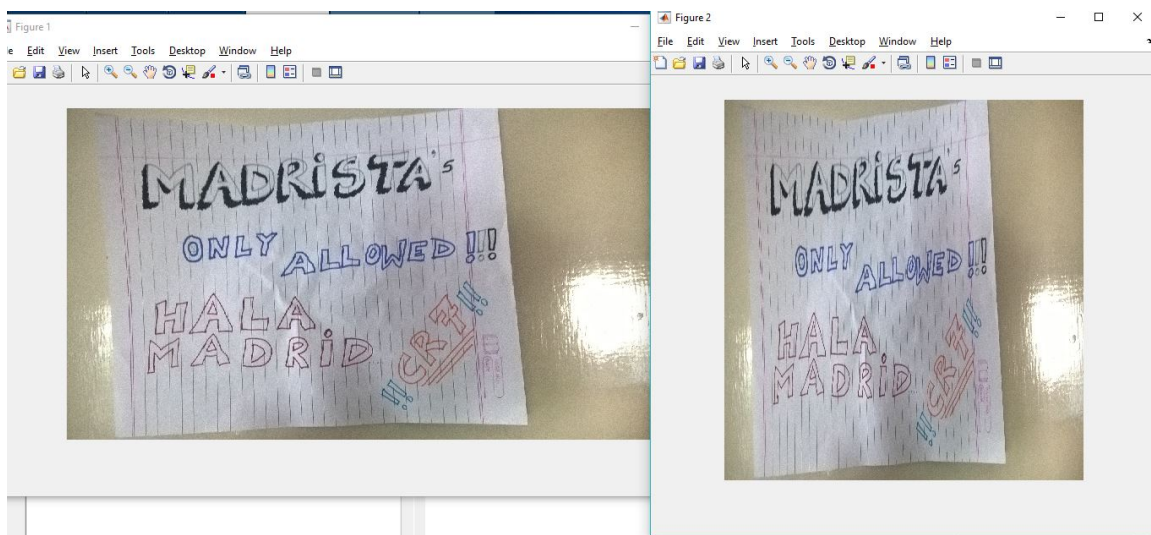 Figure 1
Edit View Insert Tools Desktop Window Help
MADRiSTA's
ONLY ALLOWED !!!
HALA
MADRiD
!!CR7!!
Figure 2
File Edit View Insert Tools Desktop Window Help
MADRiSTA's
ONLY ALLOWED !!!
HALA
MADRiD
!!CR7!!